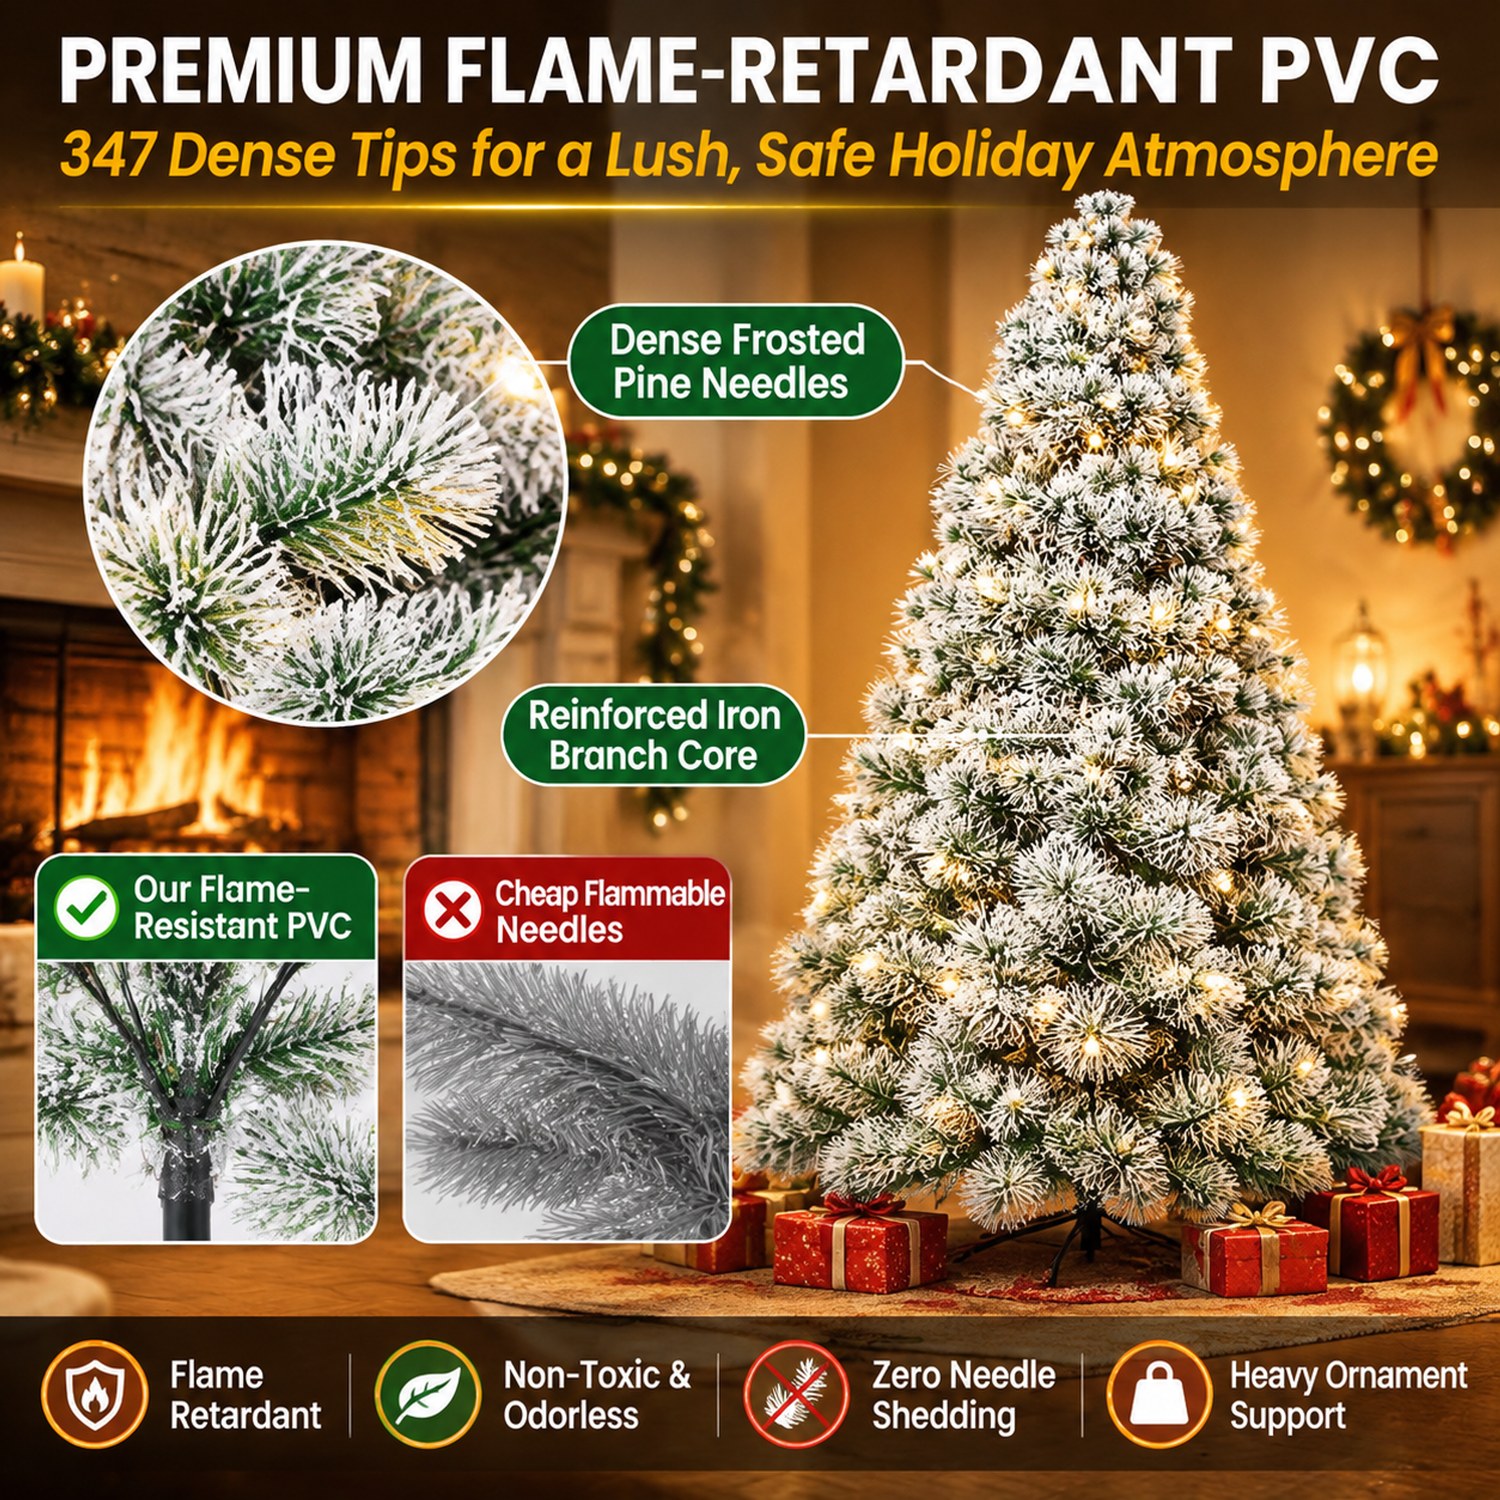 PREMIUM FLAME-RETARDANT PVC
347 Dense Tips for a Lush, Safe Holiday Atmosphere
Dense Frosted
Pine Needles
Reinforced Iron
Branch Core
Our Flame-
Resistant PVC
Cheap Flammable
Needles
Flame
Retardant
Non-Toxic &
Odorless
Zero Needle
Shedding
Heavy Ornament
Support